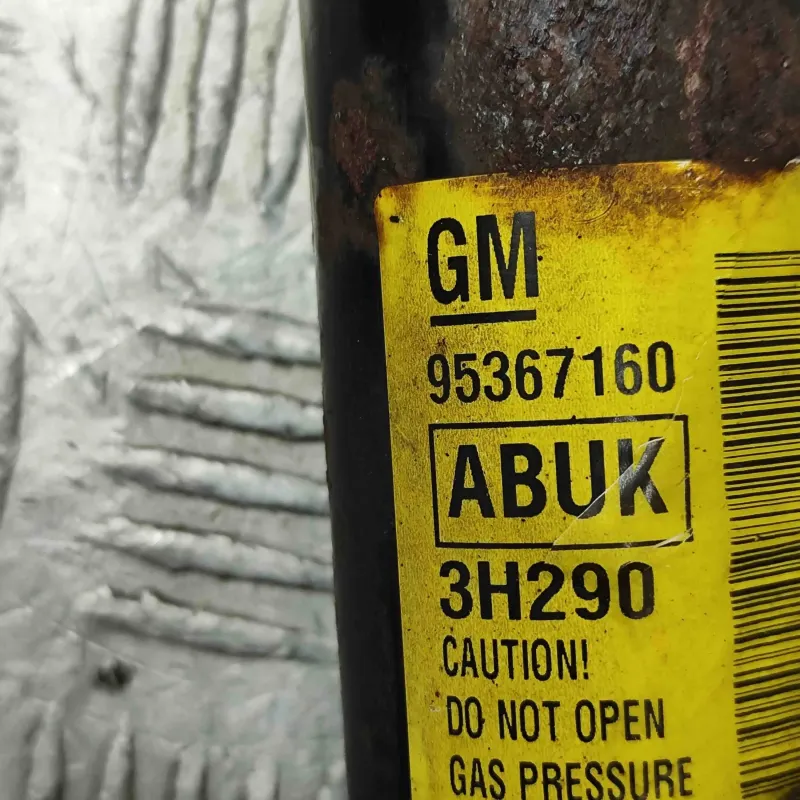 GM
95367160
ABUK
3H290
CAUTION!
DO NOT OPEN
GAS PRESSURE